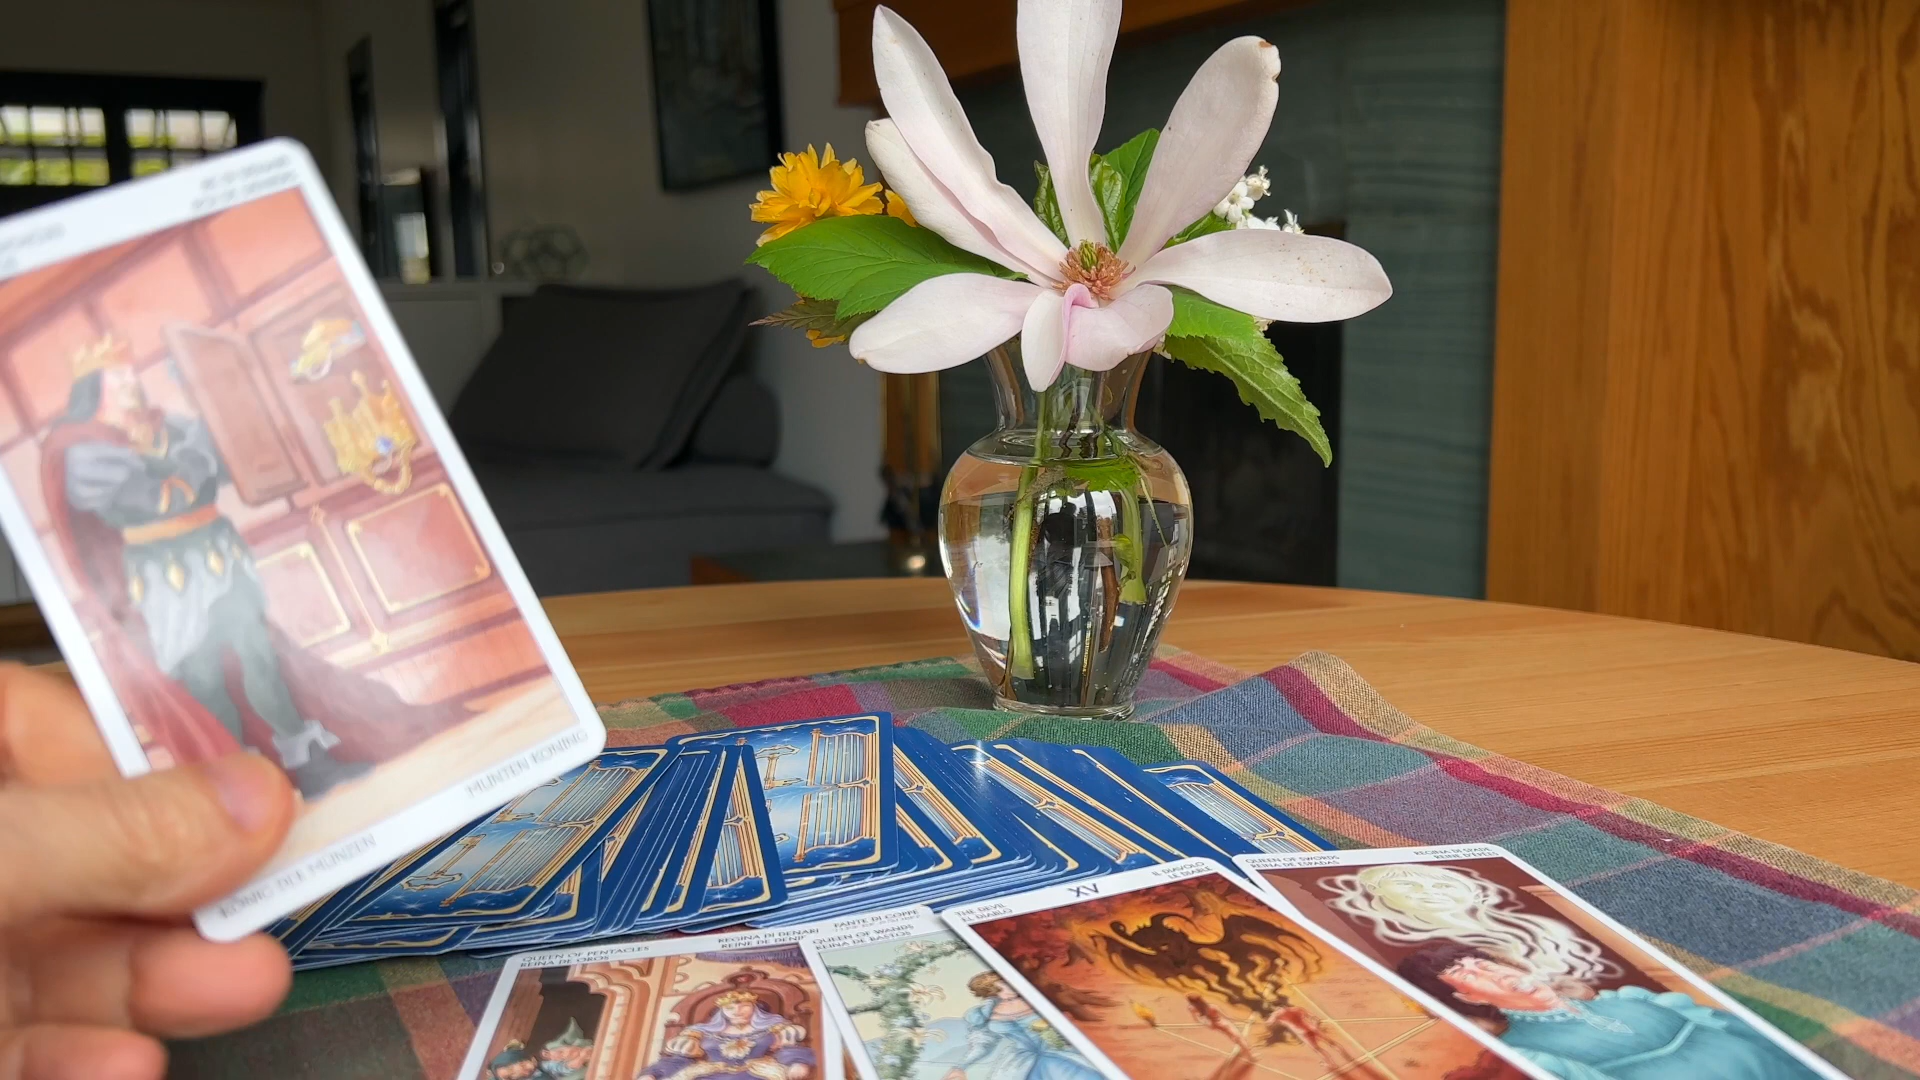 MUNTEN KONING
KÖNIG DER MÜNZEN
QUEEN OF PENTACLES
REINA DE OROS
REGINA DI DENARI
REINE DE
FANTE DI COPPE
QUEEN OF WANDS
REINA DE BASTOS
THE DEVIL
EL DIABLO
XV
IL DIAVOLO
LE DIABLE
QUEEN OF SWORDS
REINA DE ESPADAS
REGINA DI SPADE
REINE D'ÉPÉES